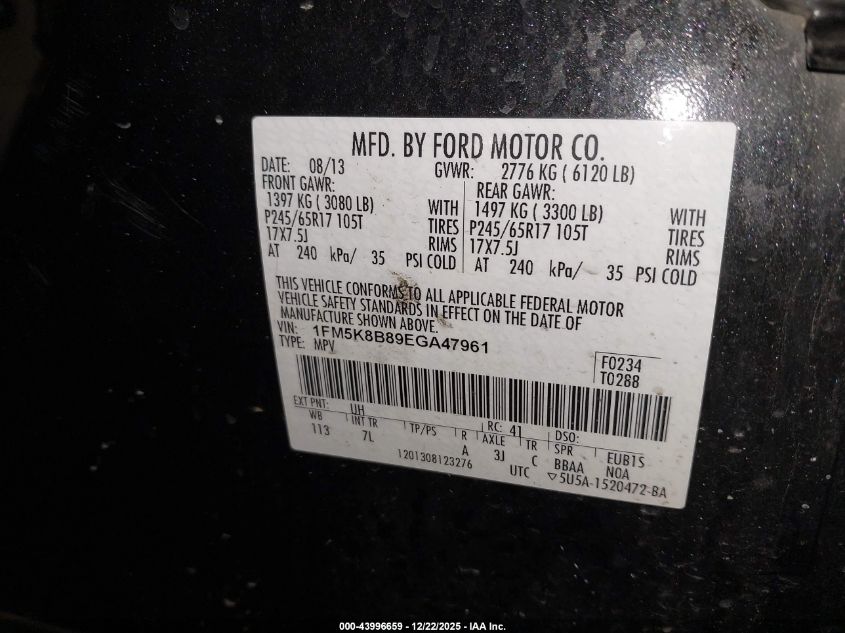 MFD. BY FORD MOTOR CO.
DATE: 08/13 GVWR: 2776 KG ( 6120 LB)
FRONT GAWR: REAR GAWR:
1397 KG ( 3080 LB) WITH 1497 KG ( 3300 LB) WITH
P245/65R17 105T TIRES P245/65R17 105T TIRES
17X7.5J RIMS 17X7.5J RIMS
AT 240 kPa/ 35 PSI COLD AT 240 kPa/ 35 PSI COLD
THIS VEHICLE CONFORMS TO ALL APPLICABLE FEDERAL MOTOR
VEHICLE SAFETY STANDARDS IN EFFECT ON THE DATE OF
MANUFACTURE SHOWN ABOVE.
VIN: 1FM5K8B89EGA47961
TYPE: MPV
F0234
T0288
EXT PNT: UH RC: 41 DSO:
WB INT TR TP/PS R AXLE TR SPR EUB1S
113 7L A 3J C BBAA N0A
1201308123276 UTC ▽5U5A-1520472-BA
000-43996659 - 12/22/2025 - IAA Inc.